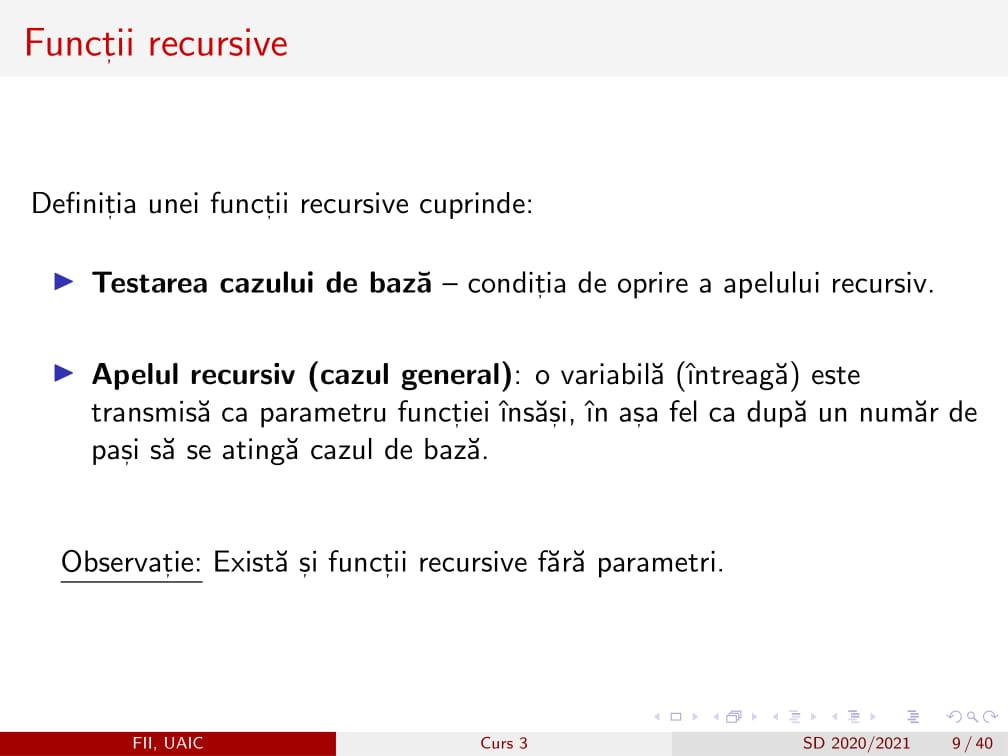 Funcții recursive
Definiția unei funcții recursive cuprinde:
Testarea cazului de bază – condiția de oprire a apelului recursiv.
Apelul recursiv (cazul general): o variabilă (întreagă) este
transmisă ca parametru funcției însăși, în așa fel ca după un număr de
pași să se atingă cazul de bază.
Observație: Există și funcții recursive fără parametri.
FII, UAIC
Curs 3
SD 2020/2021
9 / 40